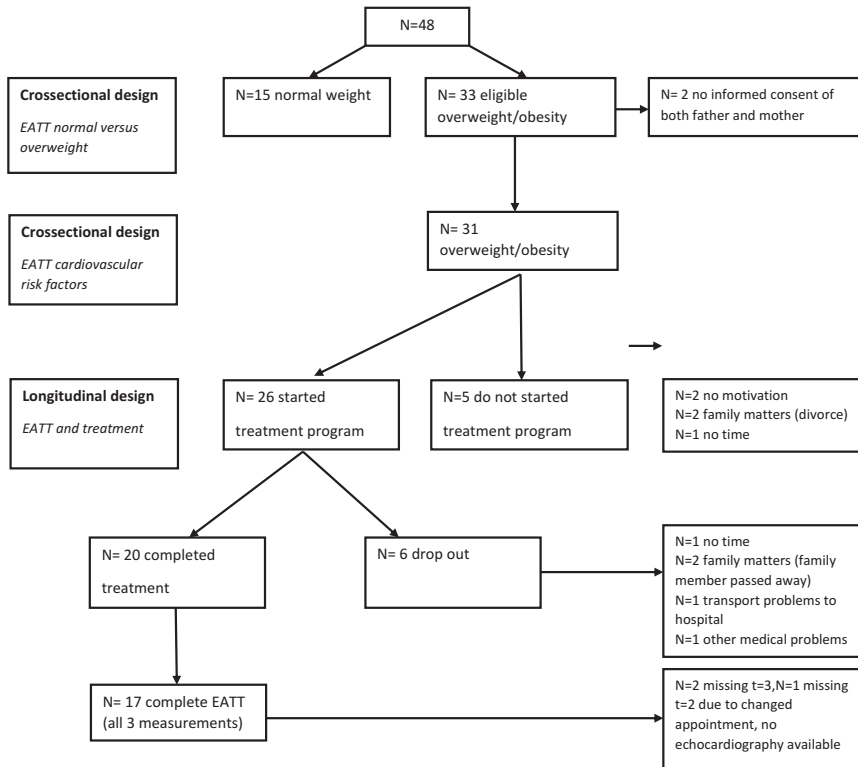 N=48
Crossectional design
EATT normal versus
overweight
N=15 normal weight
N= 33 eligible
overweight/obesity
N= 2 no informed consent of
both father and mother
Crossectional design
EATT cardiovascular
risk factors
N= 31
overweight/obesity
Longitudinal design
EATT and treatment
N= 26 started
treatment program
N=5 do not started
treatment program
N=2 no motivation
N=2 family matters (divorce)
N=1 no time
N= 20 completed
treatment
N= 6 drop out
N=1 no time
N=2 family matters (family
member passed away)
N=1 transport problems to
hospital
N=1 other medical problems
N= 17 complete EATT
(all 3 measurements)
N=2 missing t=3,N=1 missing
t=2 due to changed
appointment, no
echocardiography available